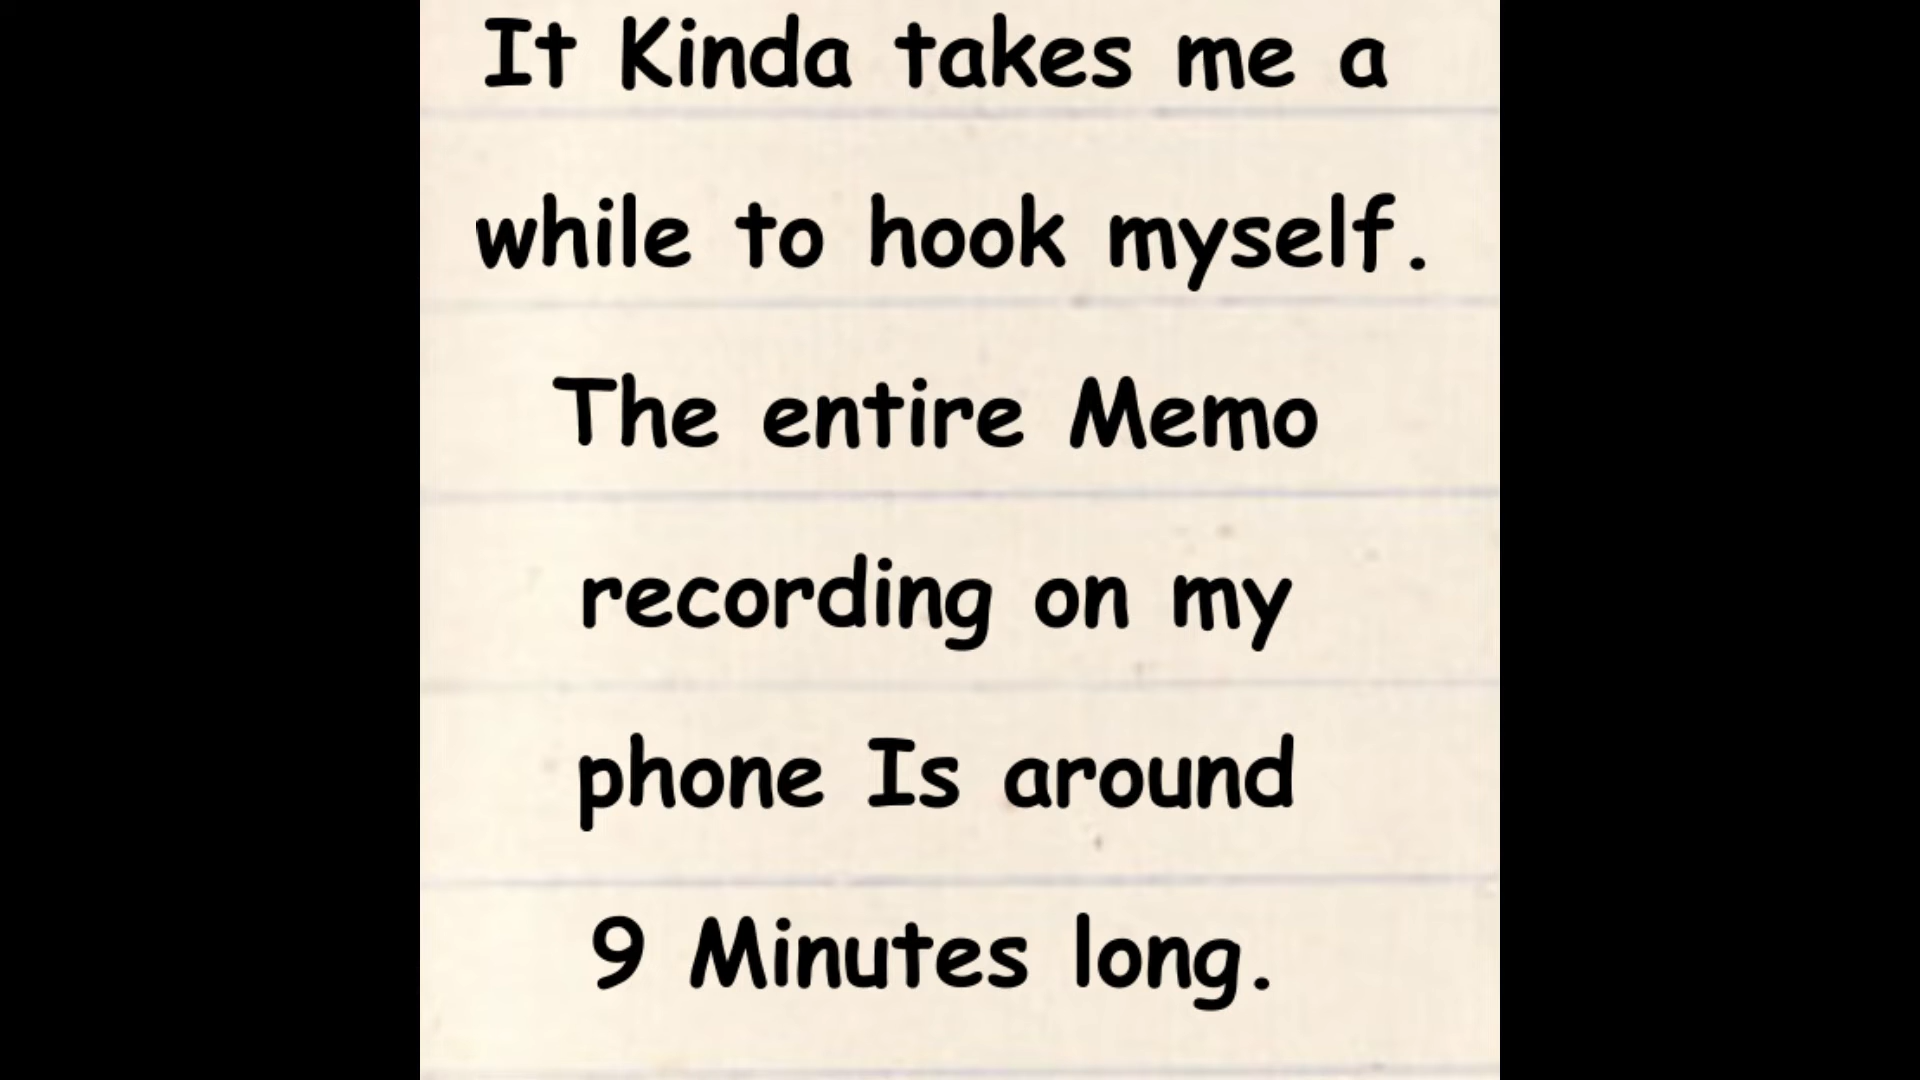 It Kinda takes me a
while to hook myself.
The entire Memo
recording on my
phone Is around
9 Minutes long.